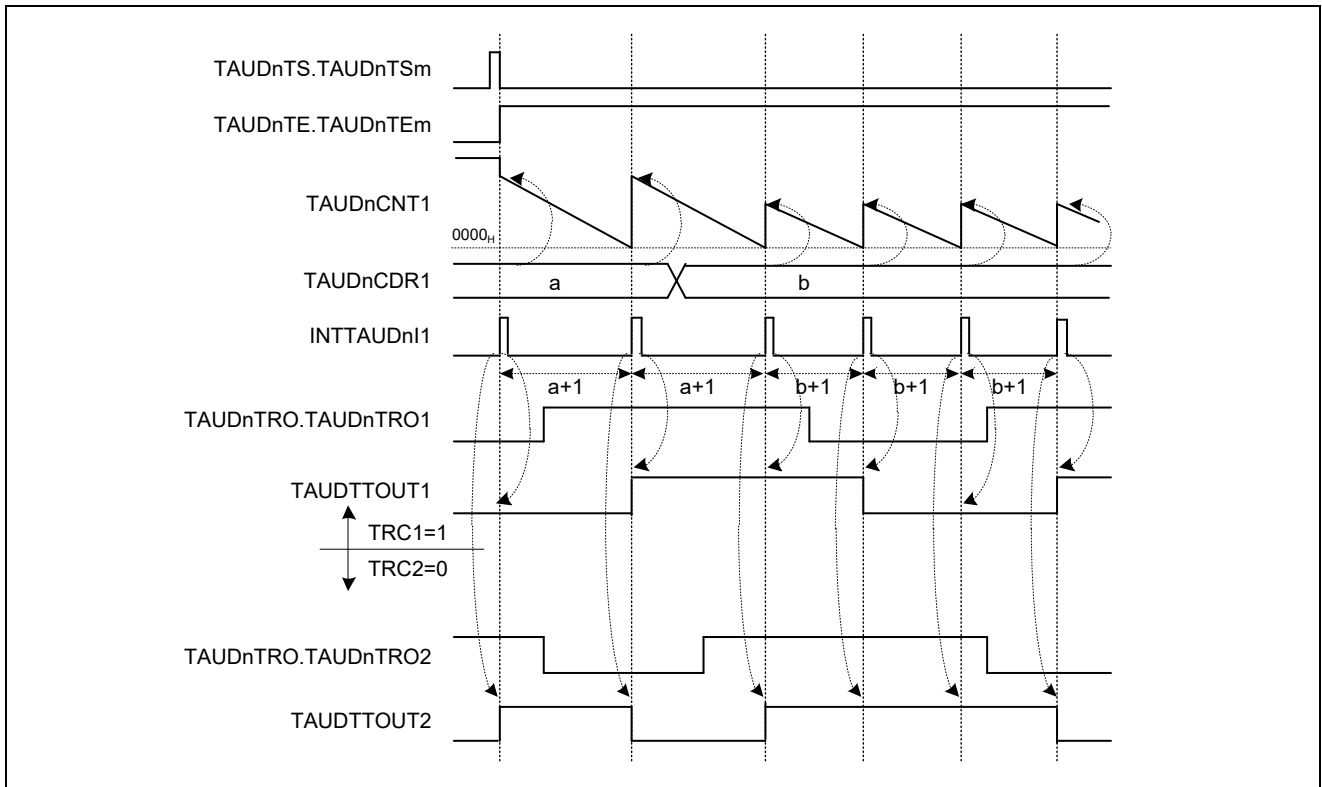 TAUDnTS.TAUDnTSm
TAUDnTE.TAUDnTEm
TAUDnCNT1
0000H
TAUDnCDR1
a
b
INTTAUDnI1
a+1
a+1
b+1
b+1
b+1
TAUDnTRO.TAUDnTRO1
TAUDTTOUT1
TRC1=1
TRC2=0
TAUDnTRO.TAUDnTRO2
TAUDTTOUT2